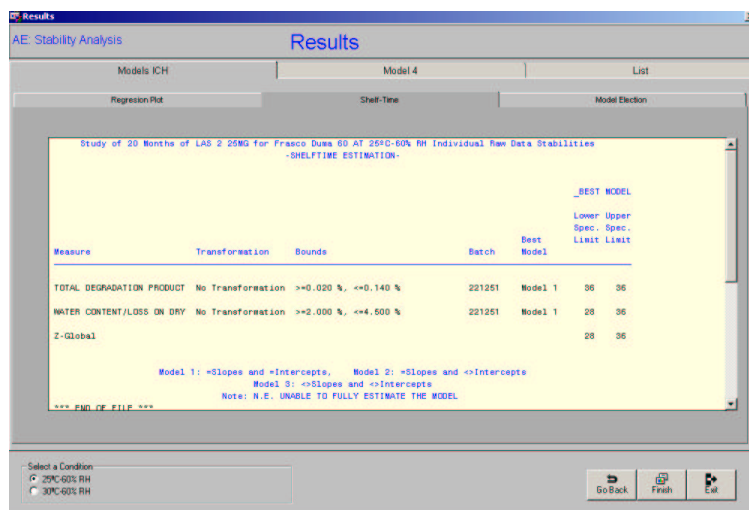 Results
AE: Stability Analysis
Results
Models ICH
Model 4
List
Regresion Plot
Shelf-Time
Model Election
Study of 20 Months of LAS 2 25MG for Frasco Duma 60 AT 25ºC-60% RH Individual Raw Data Stabilities
-SHELFTIME ESTIMATION-
_BEST MODEL
Lower Upper
Spec. Spec.
Best Limit Limit
Measure Transformation Bounds Batch Model
TOTAL DEGRADATION PRODUCT No Transformation >=0.020 %, <=0.140 % 221251 Model 1 36 36
WATER CONTENT/LOSS ON DRY No Transformation >=2.000 %, <=4.500 % 221251 Model 1 28 36
Z-Global 28 36
Model 1: =Slopes and =Intercepts, Model 2: =Slopes and <>Intercepts
Model 3: <>Slopes and <>Intercepts
Note: N.E. UNABLE TO FULLY ESTIMATE THE MODEL
*** END OF FILE ***
Select a Condition
25ºC-60% RH
30ºC-60% RH
Go Back
Finish
Exit